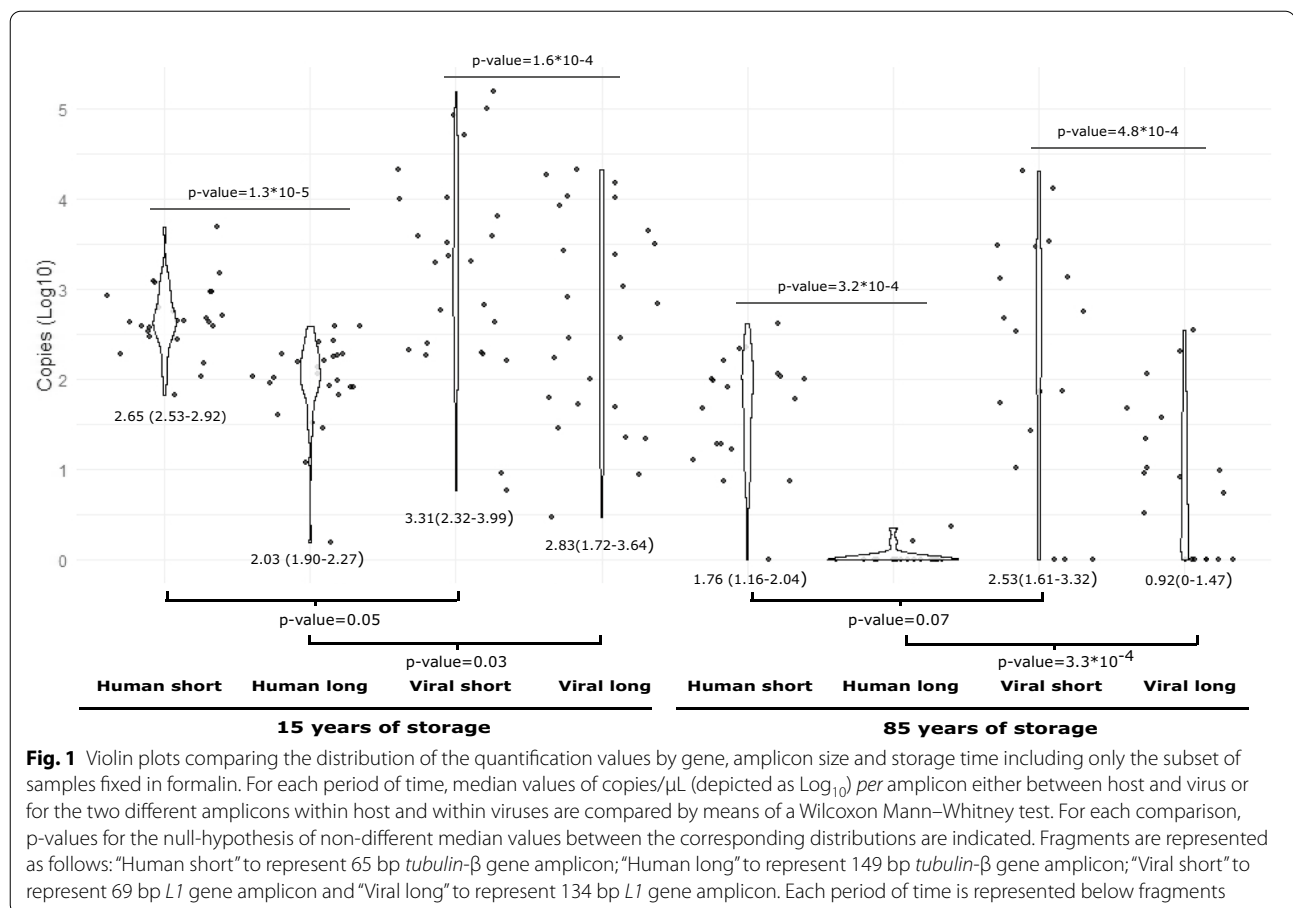 p-value=1.6*10-4
p-value=4.8*10-4
p-value=1.3*10-5
p-value=3.2*10-4
Copies (Log10)
5
4
3
2
1
0
2.65 (2.53-2.92)
2.03 (1.90-2.27)
3.31(2.32-3.99)
2.83(1.72-3.64)
1.76 (1.16-2.04)
2.53(1.61-3.32)
0.92(0-1.47)
p-value=0.05
p-value=0.07
p-value=0.03
p-value=3.3*10-4
Human short Human long Viral short Viral long Human short Human long Viral short Viral long
15 years of storage 85 years of storage
Fig. 1 Violin plots comparing the distribution of the quantification values by gene, amplicon size and storage time including only the subset of
samples fixed in formalin. For each period of time, median values of copies/μL (depicted as Log10) per amplicon either between host and virus or
for the two different amplicons within host and within viruses are compared by means of a Wilcoxon Mann–Whitney test. For each comparison,
p-values for the null-hypothesis of non-different median values between the corresponding distributions are indicated. Fragments are represented
as follows: “Human short” to represent 65 bp tubulin-β gene amplicon; “Human long” to represent 149 bp tubulin-β gene amplicon; “Viral short” to
represent 69 bp L1 gene amplicon and “Viral long” to represent 134 bp L1 gene amplicon. Each period of time is represented below fragments